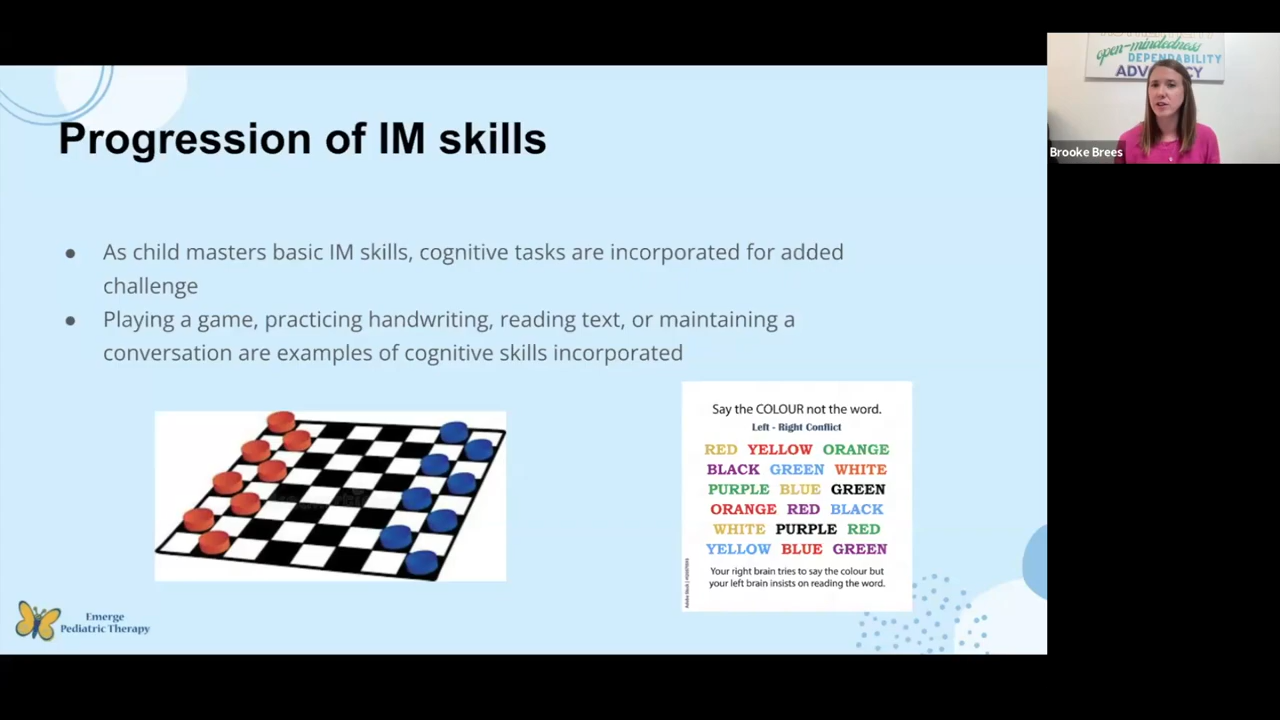 Progression of IM skills
● As child masters basic IM skills, cognitive tasks are incorporated for added
challenge
● Playing a game, practicing handwriting, reading text, or maintaining a
conversation are examples of cognitive skills incorporated
Say the COLOUR not the word.
Left - Right Conflict
RED YELLOW ORANGE
BLACK GREEN WHITE
PURPLE BLUE GREEN
ORANGE RED BLACK
WHITE PURPLE RED
YELLOW BLUE GREEN
Your right brain tries to say the colour but
your left brain insists on reading the word.
Emerge
Pediatric Therapy
open-mindedness
DEPENDABILITY
Brooke Brees